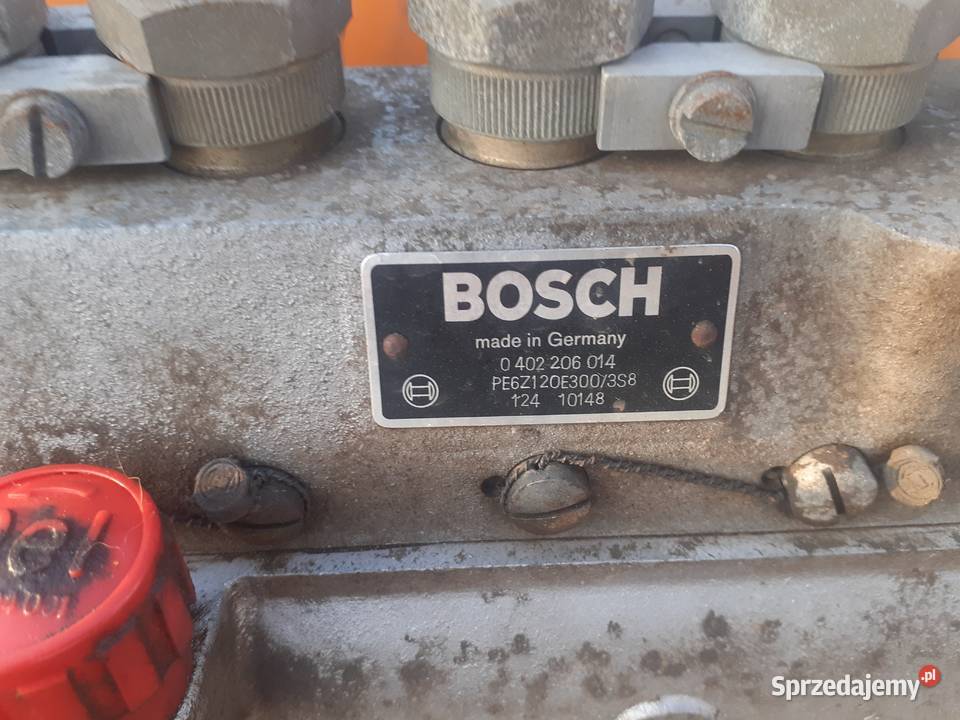 BOSCH
made in Germany
0 402 206 014
PE6Z120E300/3S8
124 10148
Sprzedajemy.pl